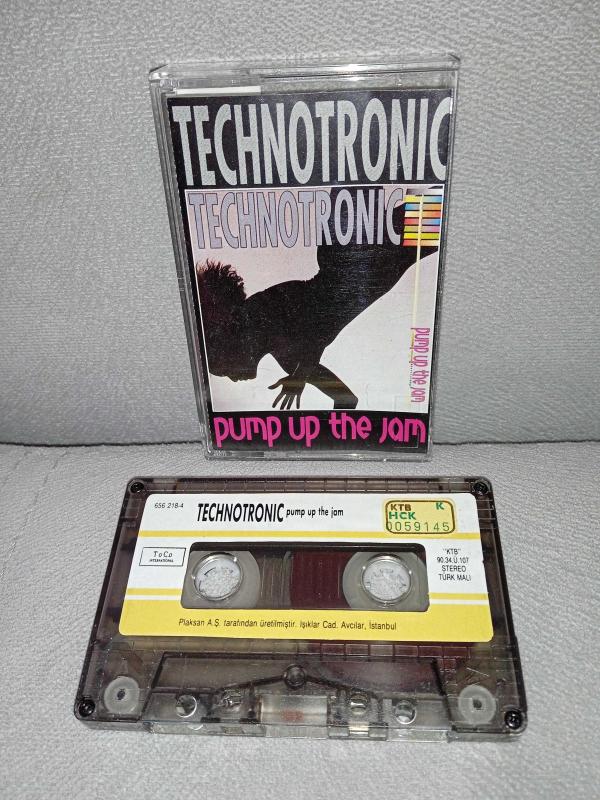 TECHNOTRONIC
TECHNOTRONIC
pump up the jam
pump up the jam
656 218-4
TECHNOTRONIC pump up the jam
KTB K
HCK
0059145
ToCo
INTERNATIONAL
"KTB"
90.34.Ü.107
STEREO
TÜRK MALI
Plaksan A.Ş. tarafından üretilmiştir. Işıklar Cad. Avcılar, İstanbul